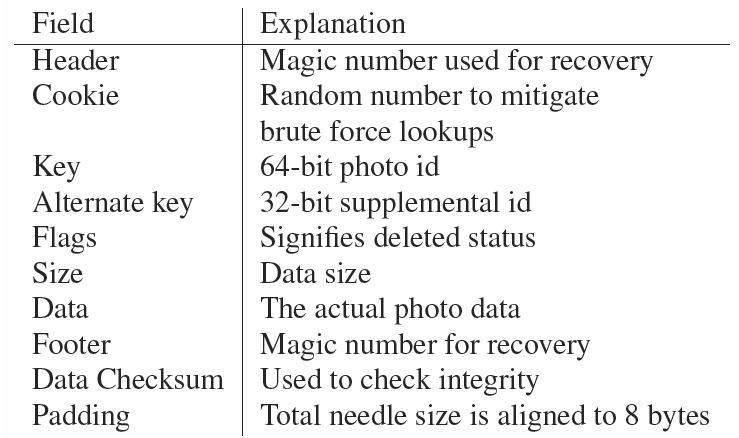 Field Explanation
Header Magic number used for recovery
Cookie Random number to mitigate
brute force lookups
Key 64-bit photo id
Alternate key 32-bit supplemental id
Flags Signifies deleted status
Size Data size
Data The actual photo data
Footer Magic number for recovery
Data Checksum Used to check integrity
Padding Total needle size is aligned to 8 bytes